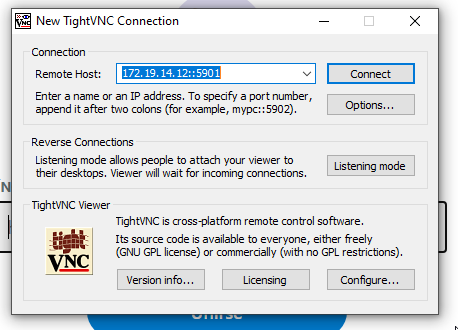 New TightVNC Connection
Connection
Remote Host:
172.19.14.12::5901
Connect
Enter a name or an IP address. To specify a port number,
append it after two colons (for example, mypc::5902).
Options...
Reverse Connections
Listening mode allows people to attach your viewer to
their desktops. Viewer will wait for incoming connections.
Listening mode
TightVNC Viewer
tight
VNC
TightVNC is cross-platform remote control software.
Its source code is available to everyone, either freely
(GNU GPL license) or commercially (with no GPL restrictions).
Version info...
Licensing
Configure...